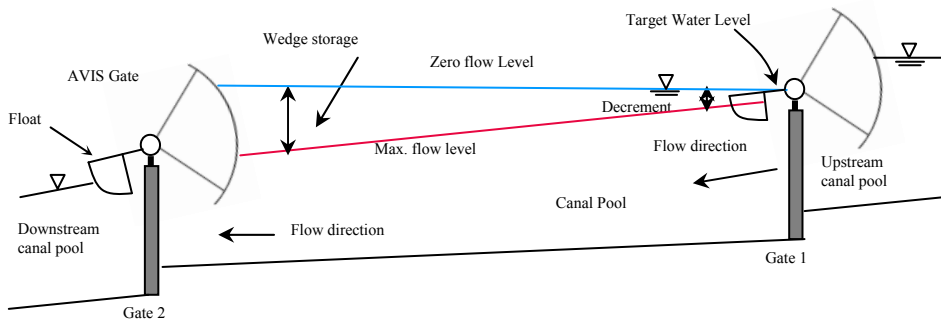 Target Water Level
Wedge storage
Zero flow Level
AVIS Gate
Decrement
Float
Max. flow level
Flow direction
Upstream
canal pool
Canal Pool
Downstream
canal pool
Flow direction
Gate 1
Gate 2